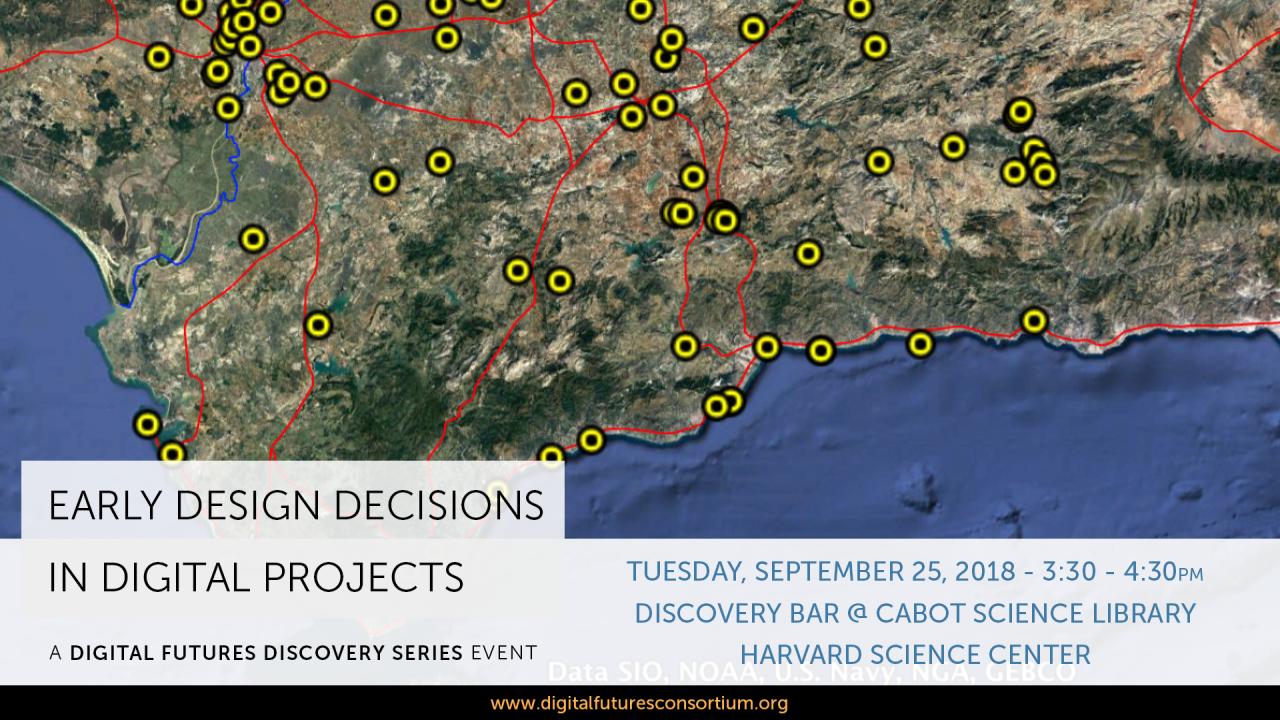 EARLY DESIGN DECISIONS
IN DIGITAL PROJECTS
A DIGITAL FUTURES DISCOVERY SERIES EVENT
TUESDAY, SEPTEMBER 25, 2018 - 3:30 - 4:30PM
DISCOVERY BAR @ CABOT SCIENCE LIBRARY
HARVARD SCIENCE CENTER
Data SIO, NOAA, U.S. Navy, NGA, GEBCO
www.digitalfuturesconsortium.org